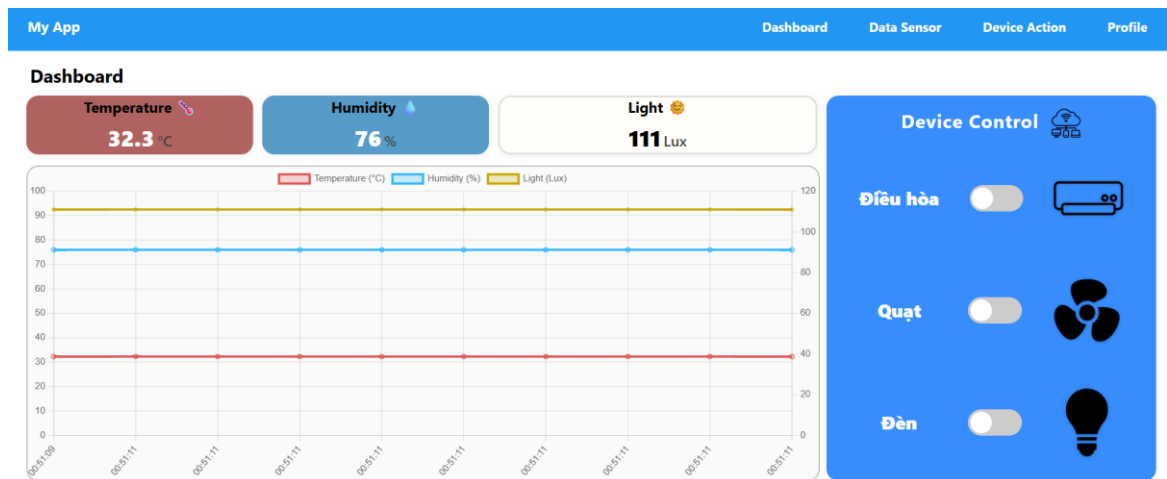 My App
Dashboard Data Sensor Device Action Profile
Dashboard
Temperature
32.3 °C
Humidity
76 %
Light
111 Lux
Temperature (°C) Humidity (%) Light (Lux)
100
90
80
70
60
50
40
30
20
10
0
120
100
80
60
40
20
0
00:51:09 00:51:11 00:51:11 00:51:11 00:51:11 00:51:11 00:51:11 00:51:11 00:51:11 00:51:11
Device Control
Điều hòa
Quạt
Đèn